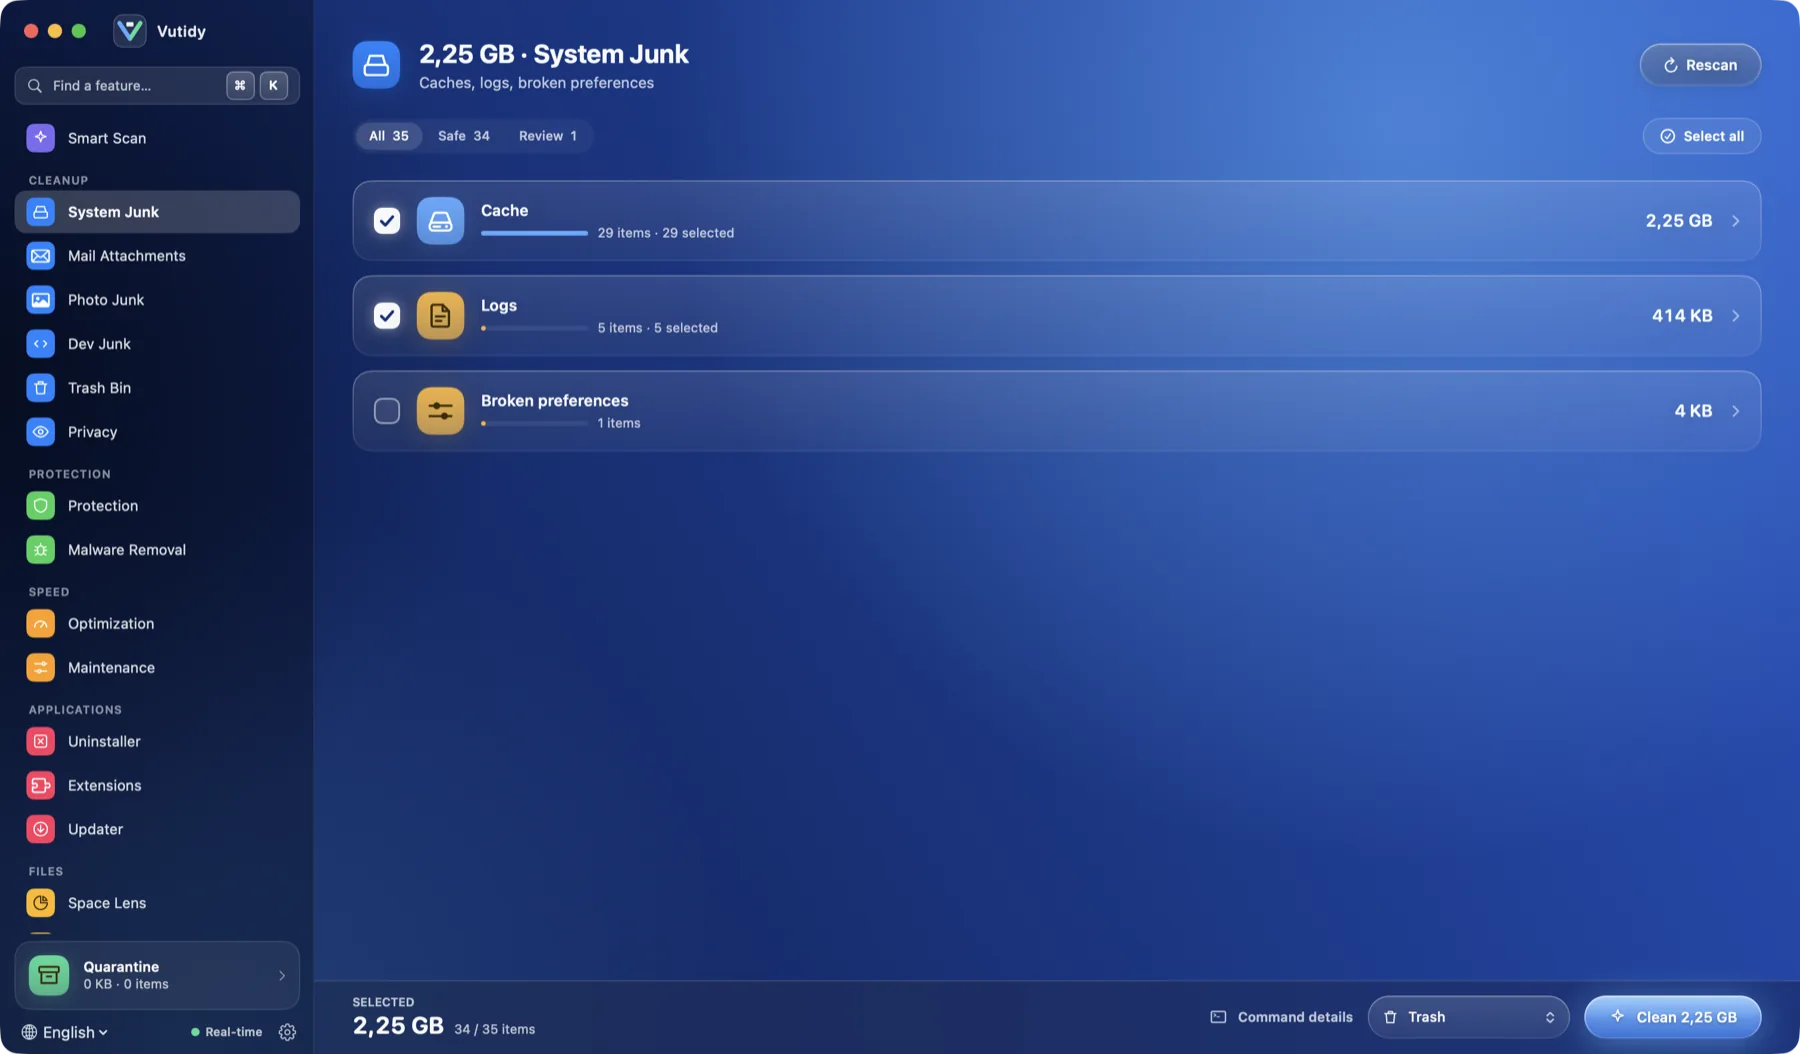 Vutidy
Find a feature...
⌘ K
Smart Scan
CLEANUP
System Junk
Mail Attachments
Photo Junk
Dev Junk
Trash Bin
Privacy
PROTECTION
Protection
Malware Removal
SPEED
Optimization
Maintenance
APPLICATIONS
Uninstaller
Extensions
Updater
FILES
Space Lens
Quarantine
0 KB · 0 items
English
Real-time
2,25 GB · System Junk
Caches, logs, broken preferences
Rescan
All 35 Safe 34 Review 1
Select all
Cache
29 items · 29 selected
2,25 GB
Logs
5 items · 5 selected
414 KB
Broken preferences
1 items
4 KB
SELECTED
2,25 GB 34 / 35 items
Command details
Trash
Clean 2,25 GB